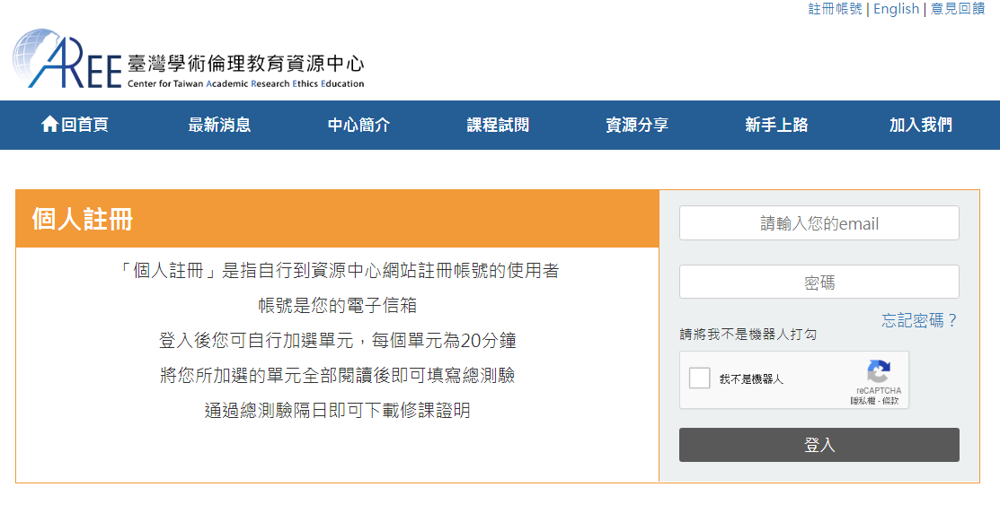 註冊帳號 | English | 意見回饋
AREE 臺灣學術倫理教育資源中心
Center for Taiwan Academic Research Ethics Education
回首頁 最新消息 中心簡介 課程試閱 資源分享 新手上路 加入我們
個人註冊
「個人註冊」是指自行到資源中心網站註冊帳號的使用者
帳號是您的電子信箱
登入後您可自行加選單元，每個單元為20分鐘
將您所加選的單元全部閱讀後即可填寫總測驗
通過總測驗隔日即可下載修課證明
請輸入您的email
密碼
忘記密碼？
請將我不是機器人打勾
我不是機器人
reCAPTCHA
隱私權 - 條款
登入